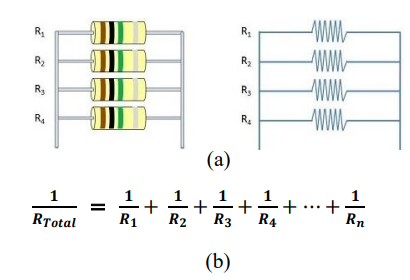 R₁ R₁
R₂ R₂
R₃ R₃
R₄ R₄
(a)
1/R_Total = 1/R₁ + 1/R₂ + 1/R₃ + 1/R₄ + ⋯ + 1/Rₙ
(b)